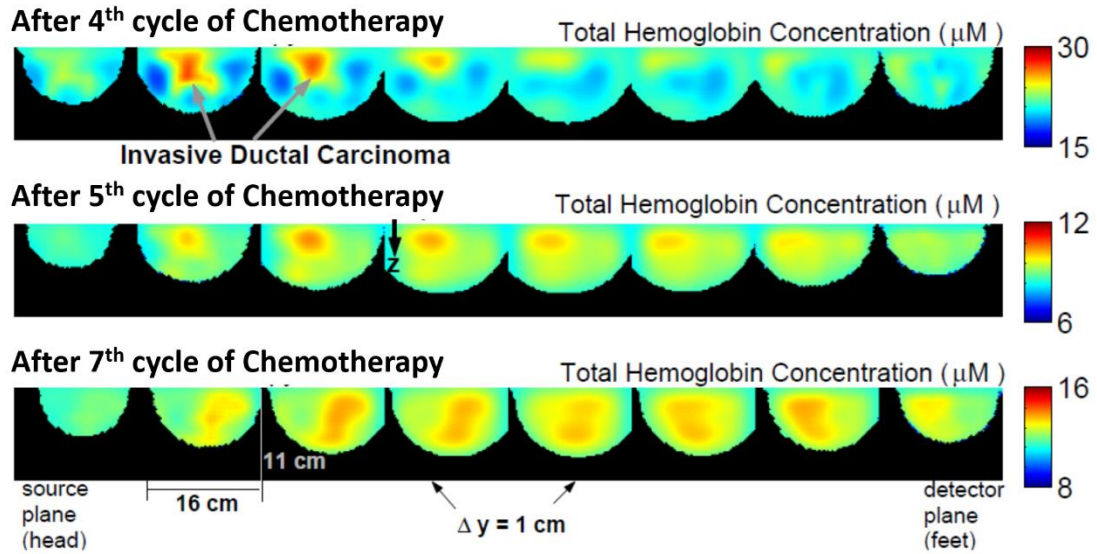 After 4th cycle of Chemotherapy
Total Hemoglobin Concentration (μM)
30
15
Invasive Ductal Carcinoma
After 5th cycle of Chemotherapy
Total Hemoglobin Concentration (μM)
12
6
Z
After 7th cycle of Chemotherapy
Total Hemoglobin Concentration (μM)
16
8
11 cm
source
plane
(head)
16 cm
Δ y = 1 cm
detector
plane
(feet)